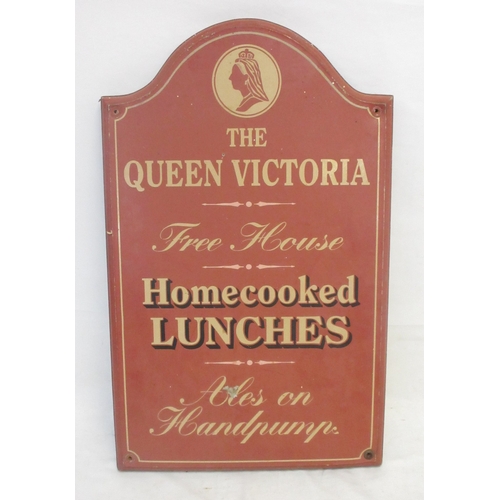 THE
QUEEN VICTORIA
Free House
Homecooked
LUNCHES
Ales on
Handpump.